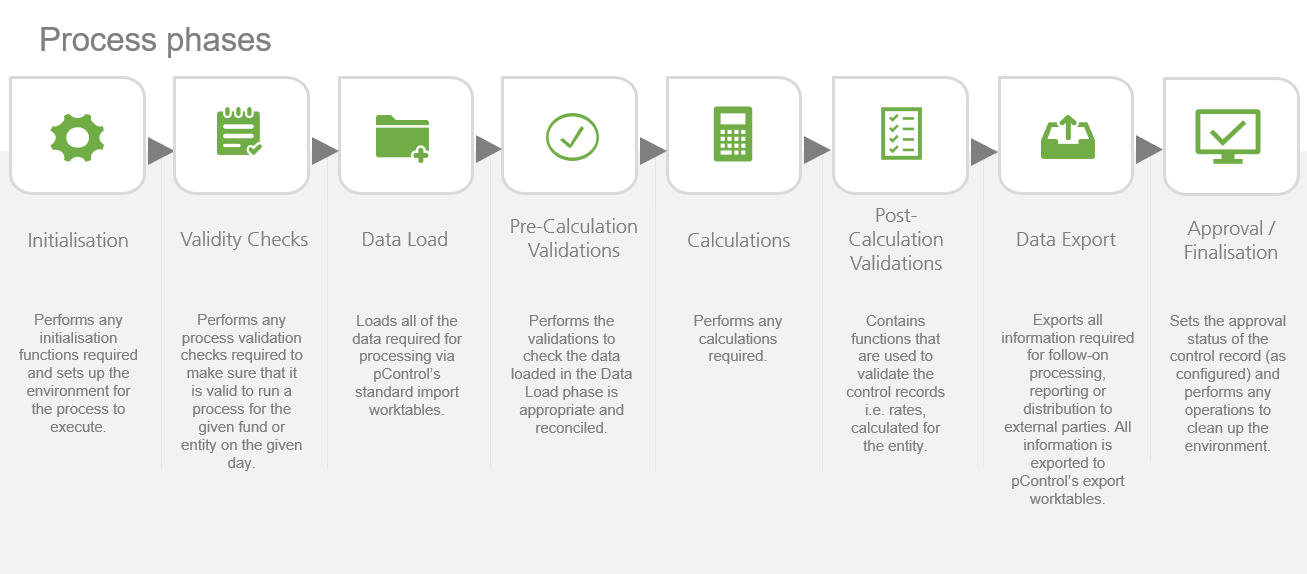 Process phases
Initialisation
Performs any
initialisation
functions required
and sets up the
environment for
the process to
execute.
Validity Checks
Performs any
process validation
checks required to
make sure that it
is valid to run a
process for the
given fund or
entity on the given
day.
Data Load
Loads all of the
data required for
processing via
pControl's
standard import
worktables.
Pre-Calculation
Validations
Performs the
validations to
check the data
loaded in the Data
Load phase is
appropriate and
reconciled.
Calculations
Performs any
calculations
required.
Post-
Calculation
Validations
Contains
functions that
are used to
validate the
control records
i.e. rates,
calculated for
the entity.
Data Export
Exports all
information required
for follow-on
processing,
reporting or
distribution to
external parties. All
information is
exported to
pControl's export
worktables.
Approval /
Finalisation
Sets the approval
status of the
control record (as
configured) and
performs any
operations to
clean up the
environment.